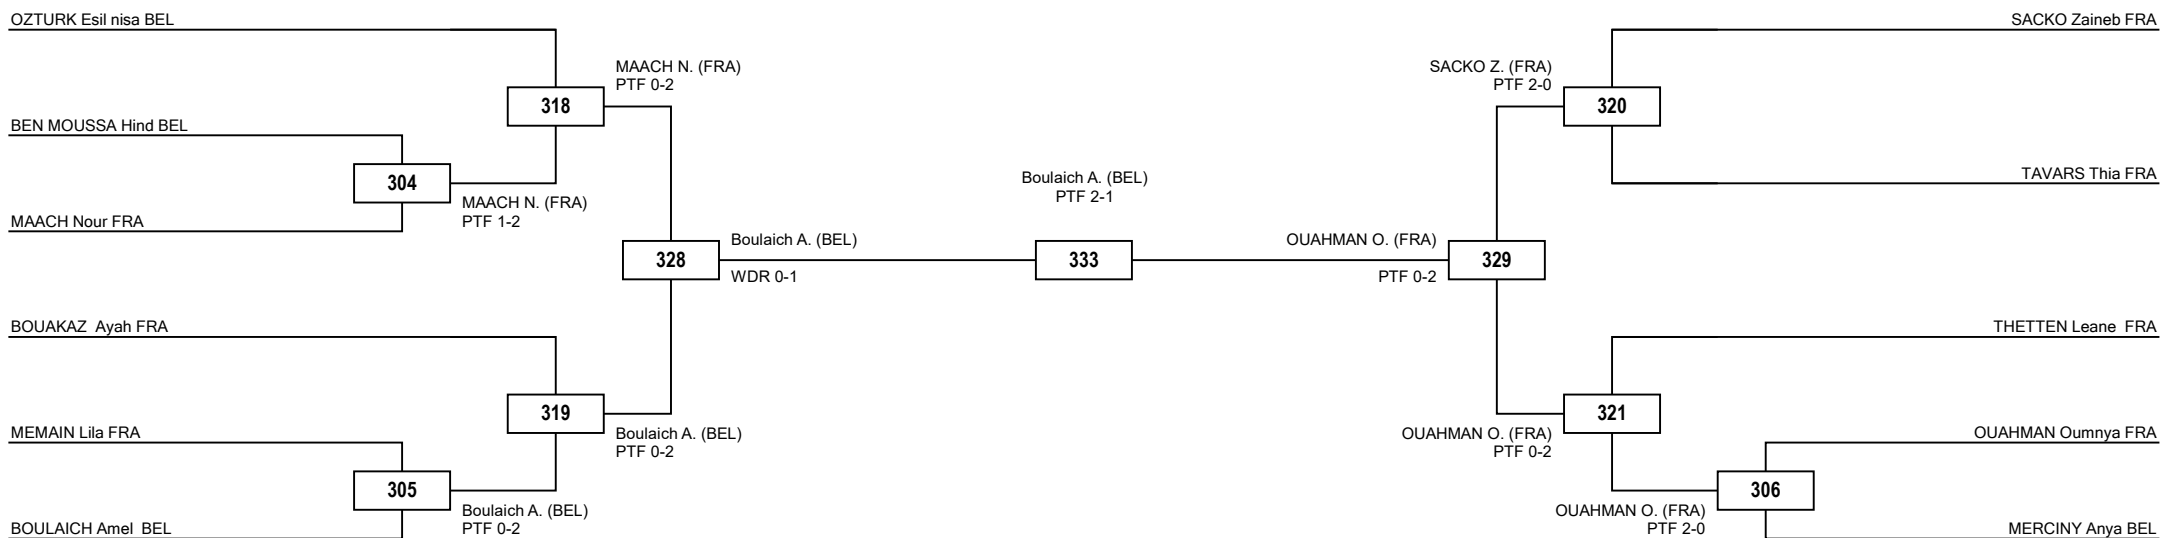 OZTURK Esil nisa BEL
SACKO Zaineb FRA
MAACH N. (FRA)
PTF 0-2
SACKO Z. (FRA)
PTF 2-0
318
320
BEN MOUSSA Hind BEL
304
MAACH N. (FRA)
PTF 1-2
Boulaich A. (BEL)
PTF 2-1
TAVARS Thia FRA
MAACH Nour FRA
328
Boulaich A. (BEL)
WDR 0-1
333
OUAHMAN O. (FRA)
PTF 0-2
329
BOUAKAZ  Ayah FRA
THETTEN Leane  FRA
319
321
MEMAIN Lila FRA
Boulaich A. (BEL)
PTF 0-2
OUAHMAN O. (FRA)
PTF 0-2
OUAHMAN Oumnya FRA
305
306
Boulaich A. (BEL)
PTF 0-2
OUAHMAN O. (FRA)
PTF 2-0
BOULAICH Amel  BEL
MERCINY Anya BEL